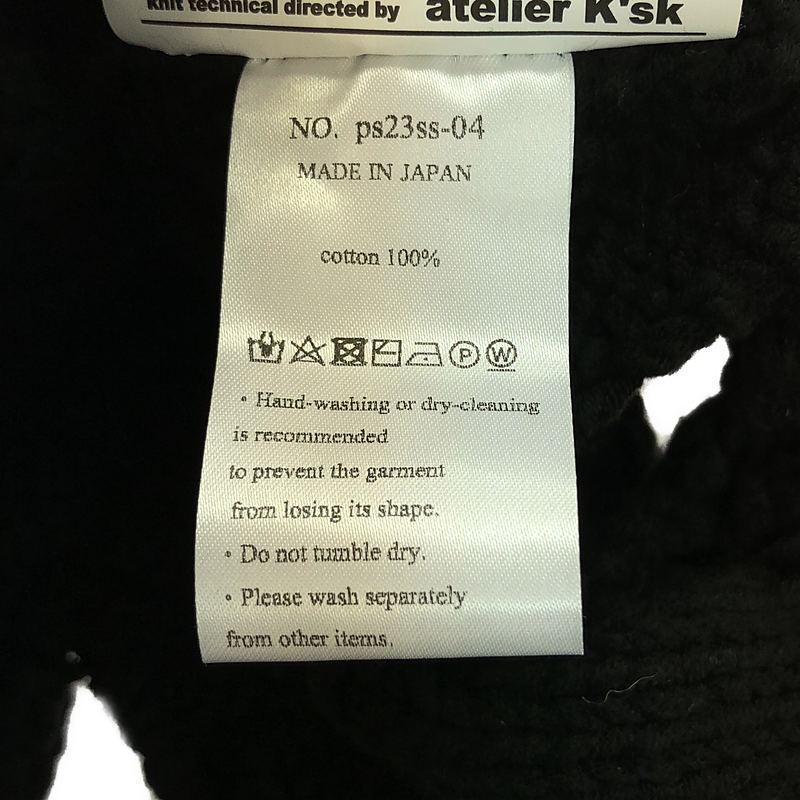 knit technical directed by atelier K'sk
NO. ps23ss-04
MADE IN JAPAN
cotton 100%
P W
・Hand-washing or dry-cleaning
is recommended
to prevent the garment
from losing its shape.
・Do not tumble dry.
・Please wash separately
from other items.